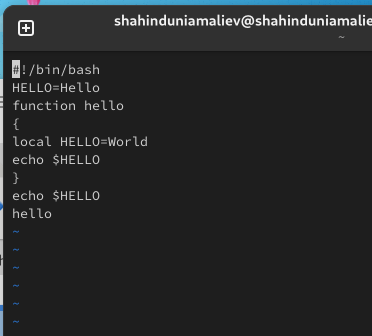 shahinduniamaliev@shahinduniamalie
~
#!/bin/bash
HELLO=Hello
function hello
{
local HELLO=World
echo $HELLO
}
echo $HELLO
hello
~
~
~
~
~
~